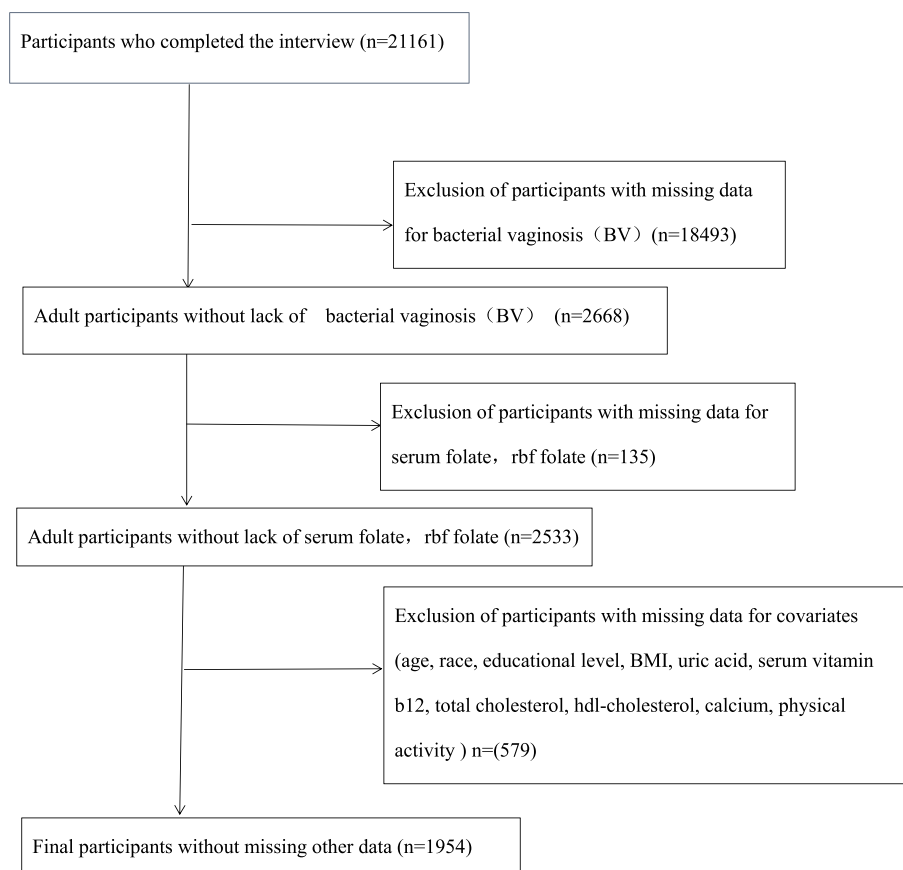 Participants who completed the interview (n=21161)
Exclusion of participants with missing data
for bacterial vaginosis（BV）(n=18493)
Adult participants without lack of bacterial vaginosis（BV） (n=2668)
Exclusion of participants with missing data for
serum folate，rbf folate (n=135)
Adult participants without lack of serum folate，rbf folate (n=2533)
Exclusion of participants with missing data for covariates
(age, race, educational level, BMI, uric acid, serum vitamin
b12, total cholesterol, hdl-cholesterol, calcium, physical
activity ) n=(579)
Final participants without missing other data (n=1954)